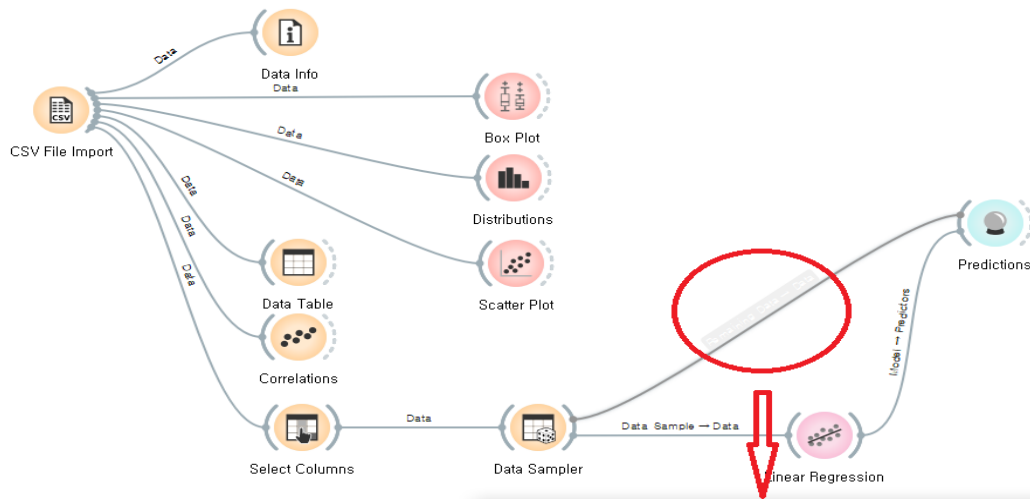 Data
Data Info
Data
CSV
CSV File Import
Box Plot
Data
Distributions
Data
Data
Data
Data
Data Table
Scatter Plot
Predictions
Correlations
Model → Predictors
Data
Data Sample → Data
Select Columns
Data Sampler
Linear Regression